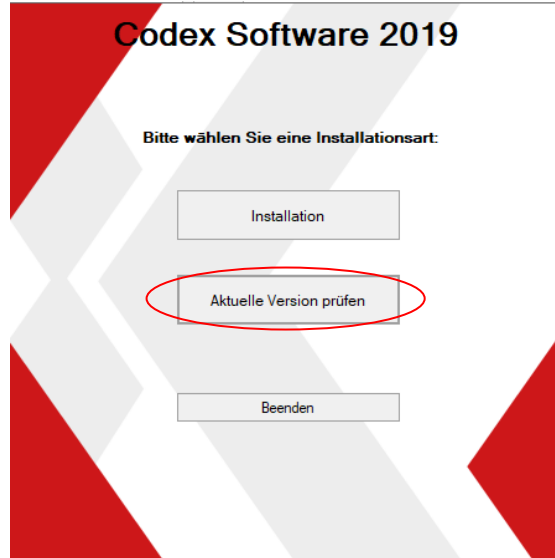 Codex Software 2019
Bitte wählen Sie eine Installationsart:
Installation
Aktuelle Version prüfen
Beenden